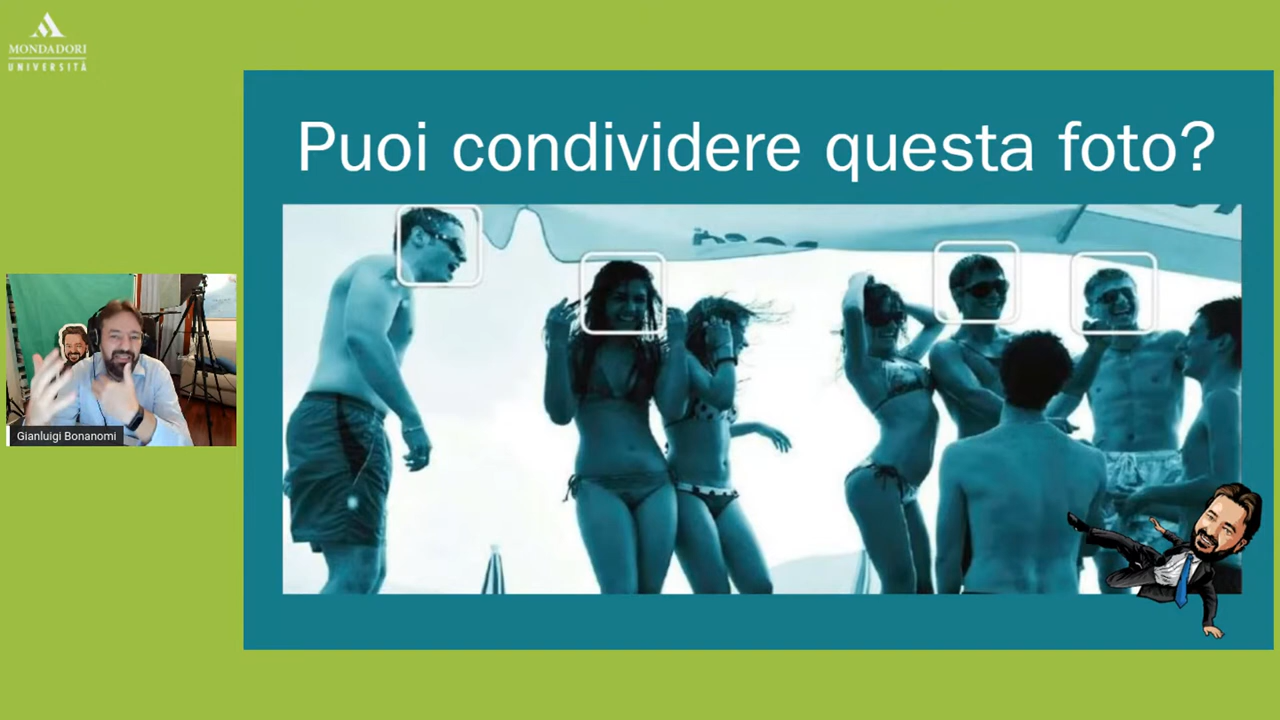 MONDADORI
UNIVERSITÀ
Puoi condividere questa foto?
Gianluigi Bonanomi